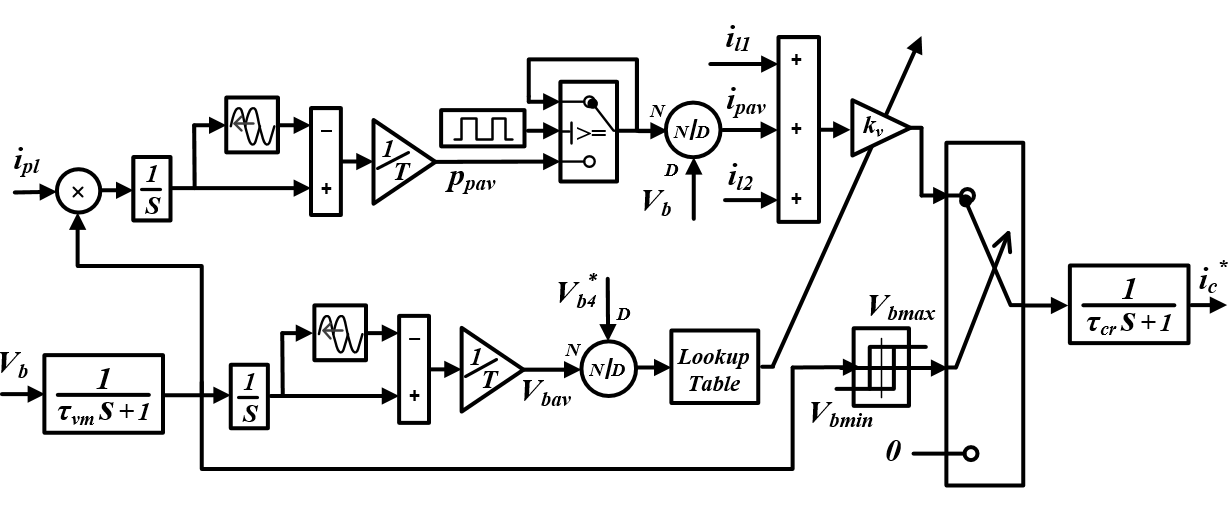 i_l1
N
i_pav
−
1/T
>=
N/D
+
+
k_v
i_pl
×
1/S
+
p_pav
D
V_b
i_l2
+
V_b4*
D
V_bmax
1/(τ_cr S+1)
i_c*
V_b
1/(τ_vm S+1)
1/S
−
+
1/T
V_bav
N
N/D
Lookup
Table
V_bmin
0